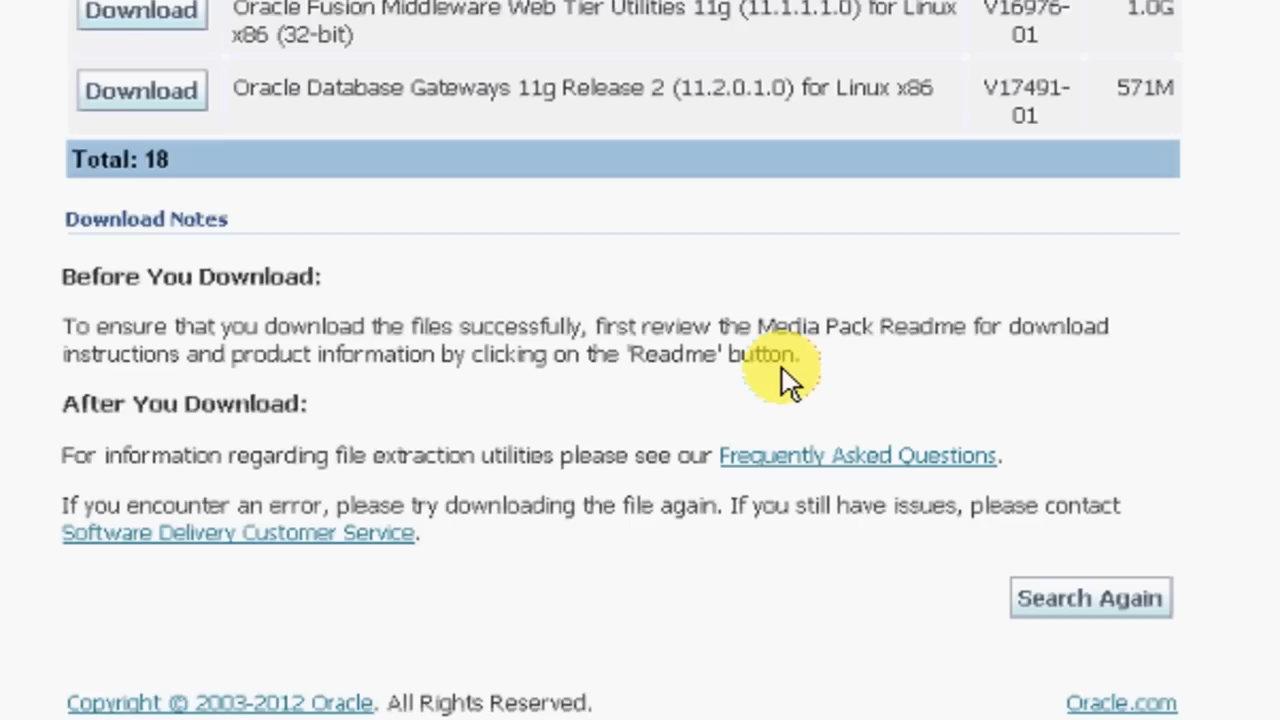 Download Oracle Fusion Middleware Web Tier Utilities 11g (11.1.1.1.0) for Linux V16976- 1.0G
x86 (32-bit) 01
Download Oracle Database Gateways 11g Release 2 (11.2.0.1.0) for Linux x86 V17491- 571M
01
Total: 18
Download Notes
Before You Download:
To ensure that you download the files successfully, first review the Media Pack Readme for download
instructions and product information by clicking on the 'Readme' button.
After You Download:
For information regarding file extraction utilities please see our Frequently Asked Questions.
If you encounter an error, please try downloading the file again. If you still have issues, please contact
Software Delivery Customer Service.
Search Again
Copyright © 2003-2012 Oracle. All Rights Reserved. Oracle.com